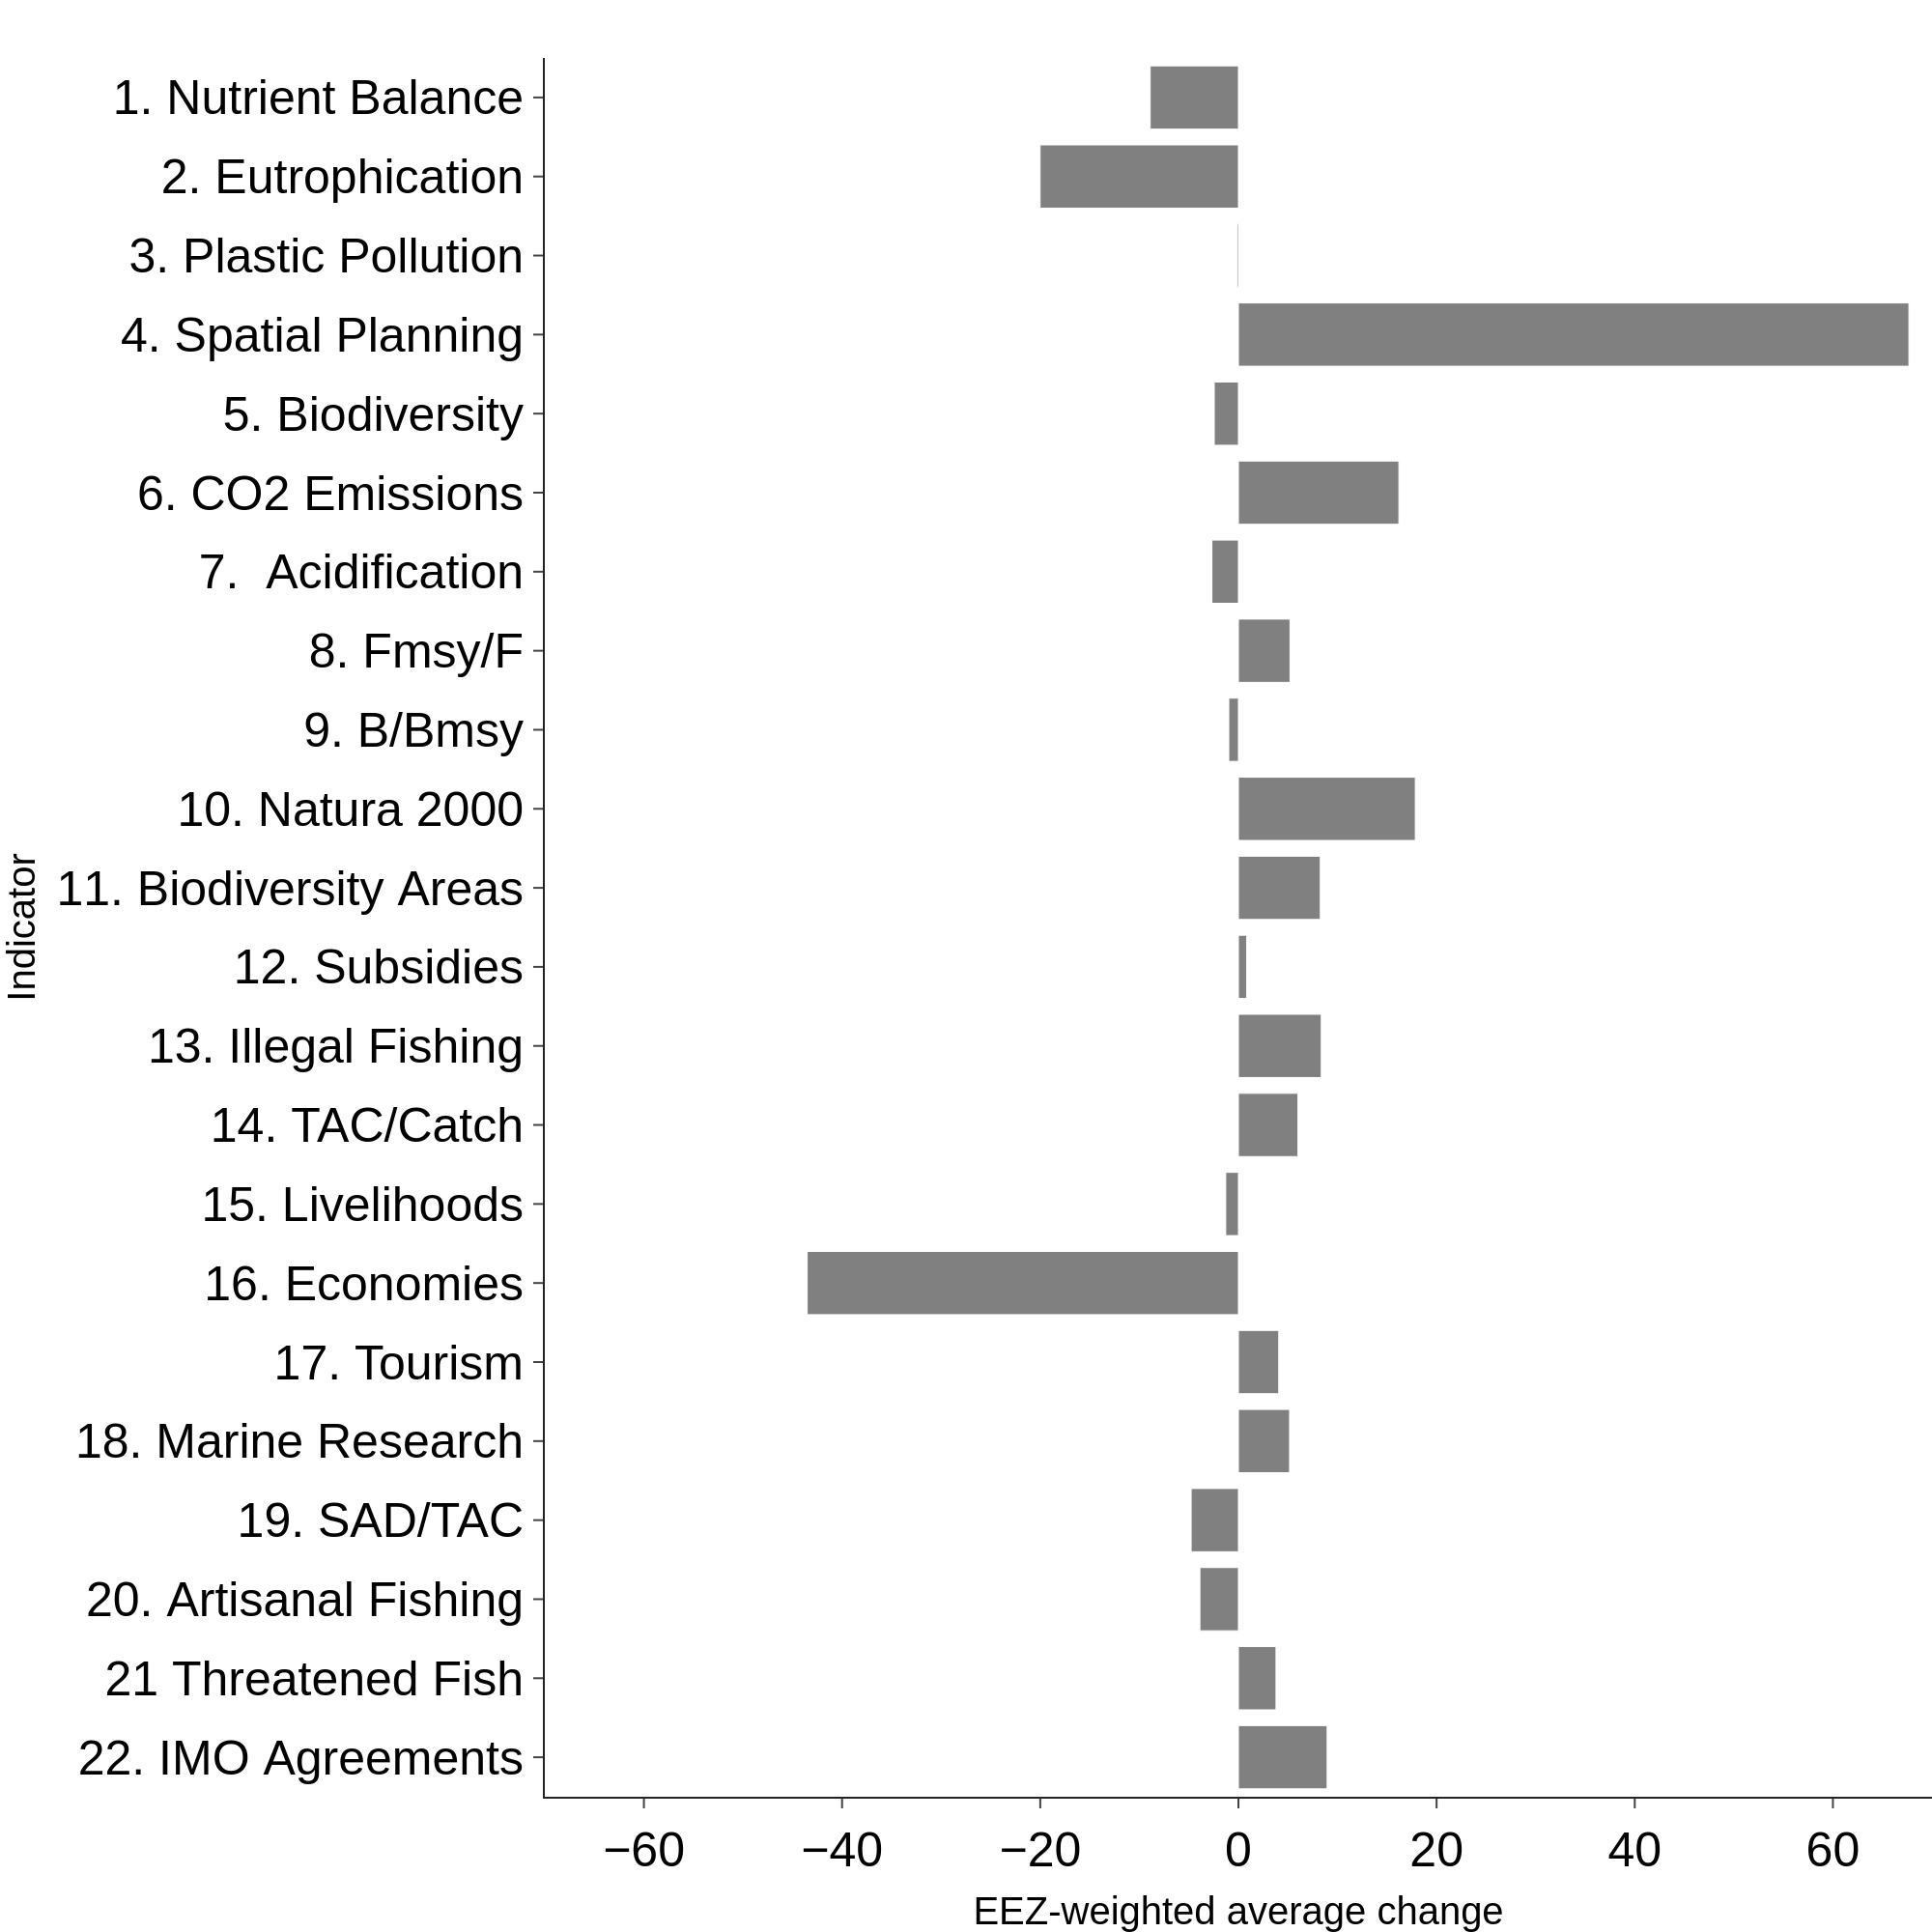 1. Nutrient Balance
2. Eutrophication
3. Plastic Pollution
4. Spatial Planning
5. Biodiversity
6. CO2 Emissions
7.  Acidification
8. Fmsy/F
9. B/Bmsy
10. Natura 2000
11. Biodiversity Areas
12. Subsidies
13. Illegal Fishing
14. TAC/Catch
15. Livelihoods
16. Economies
17. Tourism
18. Marine Research
19. SAD/TAC
20. Artisanal Fishing
21 Threatened Fish
22. IMO Agreements
Indicator
−60 −40 −20 0 20 40 60
EEZ-weighted average change